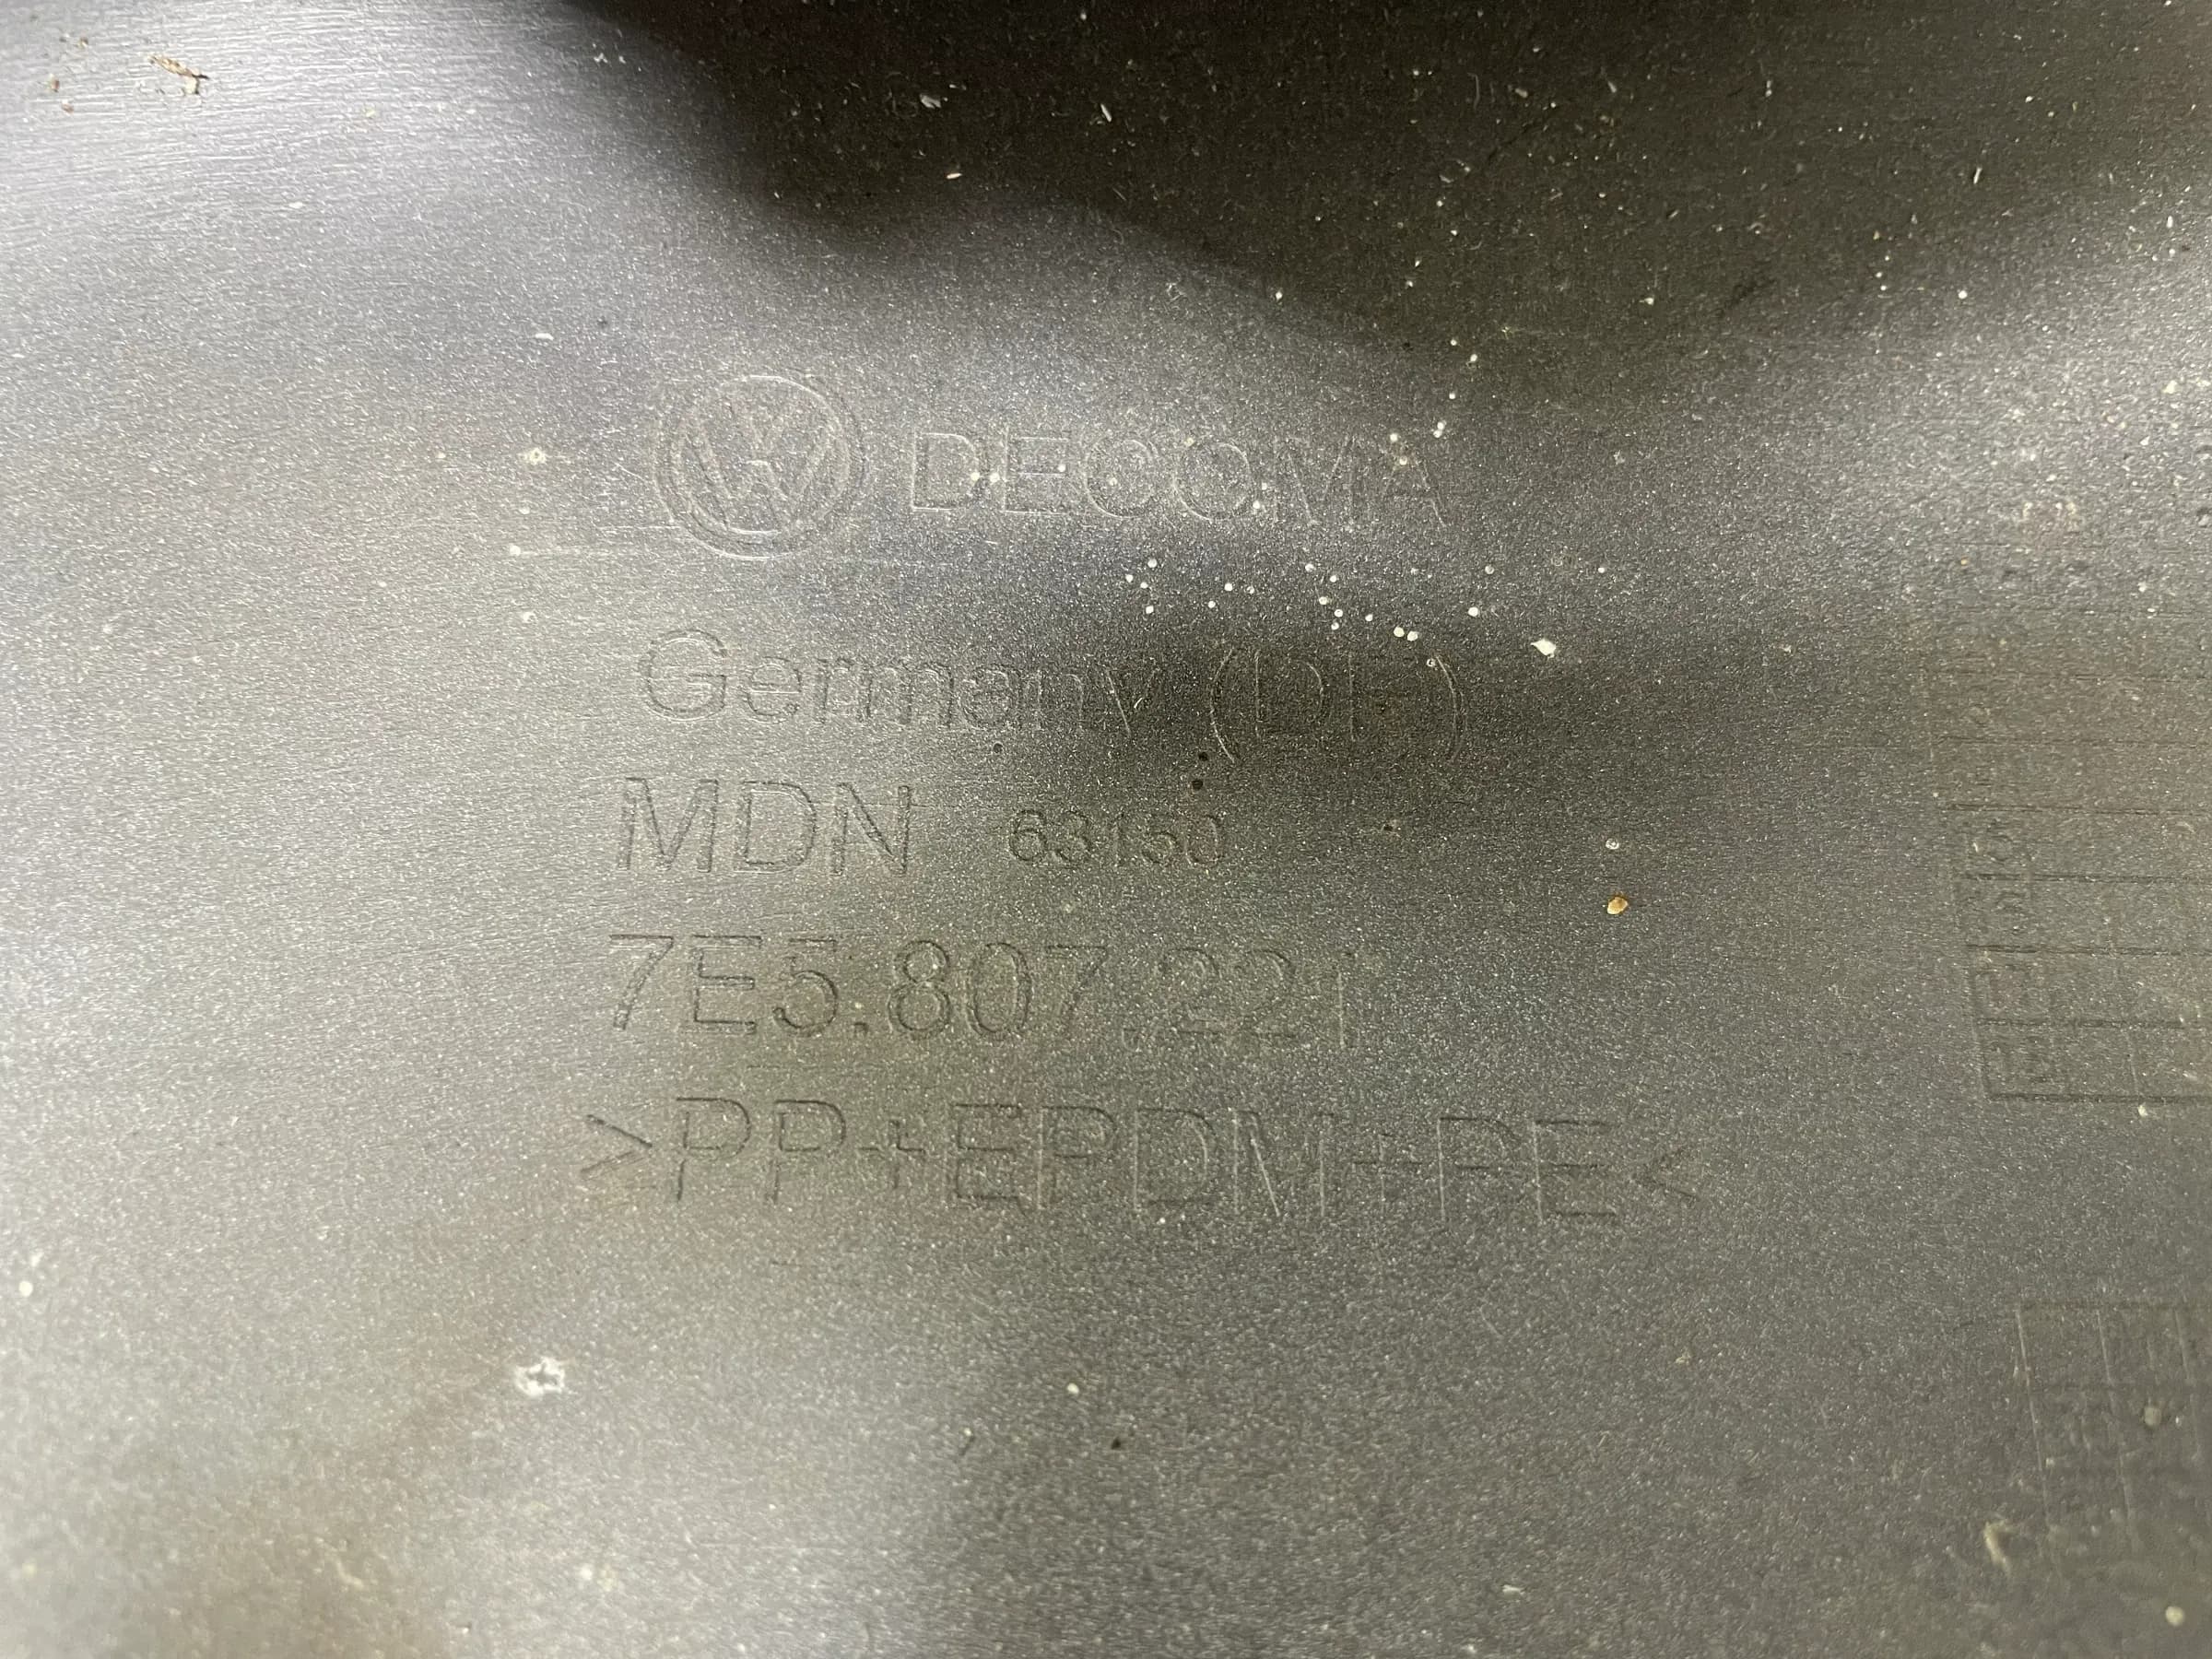 DECOMA
Germany (DE)
MDN 63150
7E5.807.221
>PP+EPDM+PE<